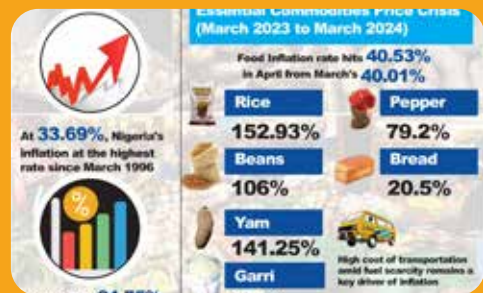 Essential Commodities Price Crisis
(March 2023 to March 2024)
Food Inflation rate hits 40.53%
in April from March's 40.01%
At 33.69%, Nigeria's
inflation at the highest
rate since March 1996
%
Rice
152.93%
Pepper
79.2%
Beans
106%
Bread
20.5%
Yam
141.25%
Garri
High cost of transportation
amid fuel scarcity remains a
key driver of inflation